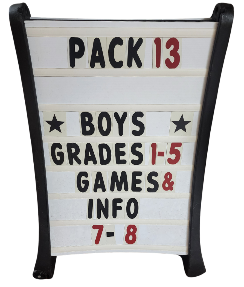 PACK 13
★ BOYS ★
GRADES 1-5
GAMES&
INFO
7- 8